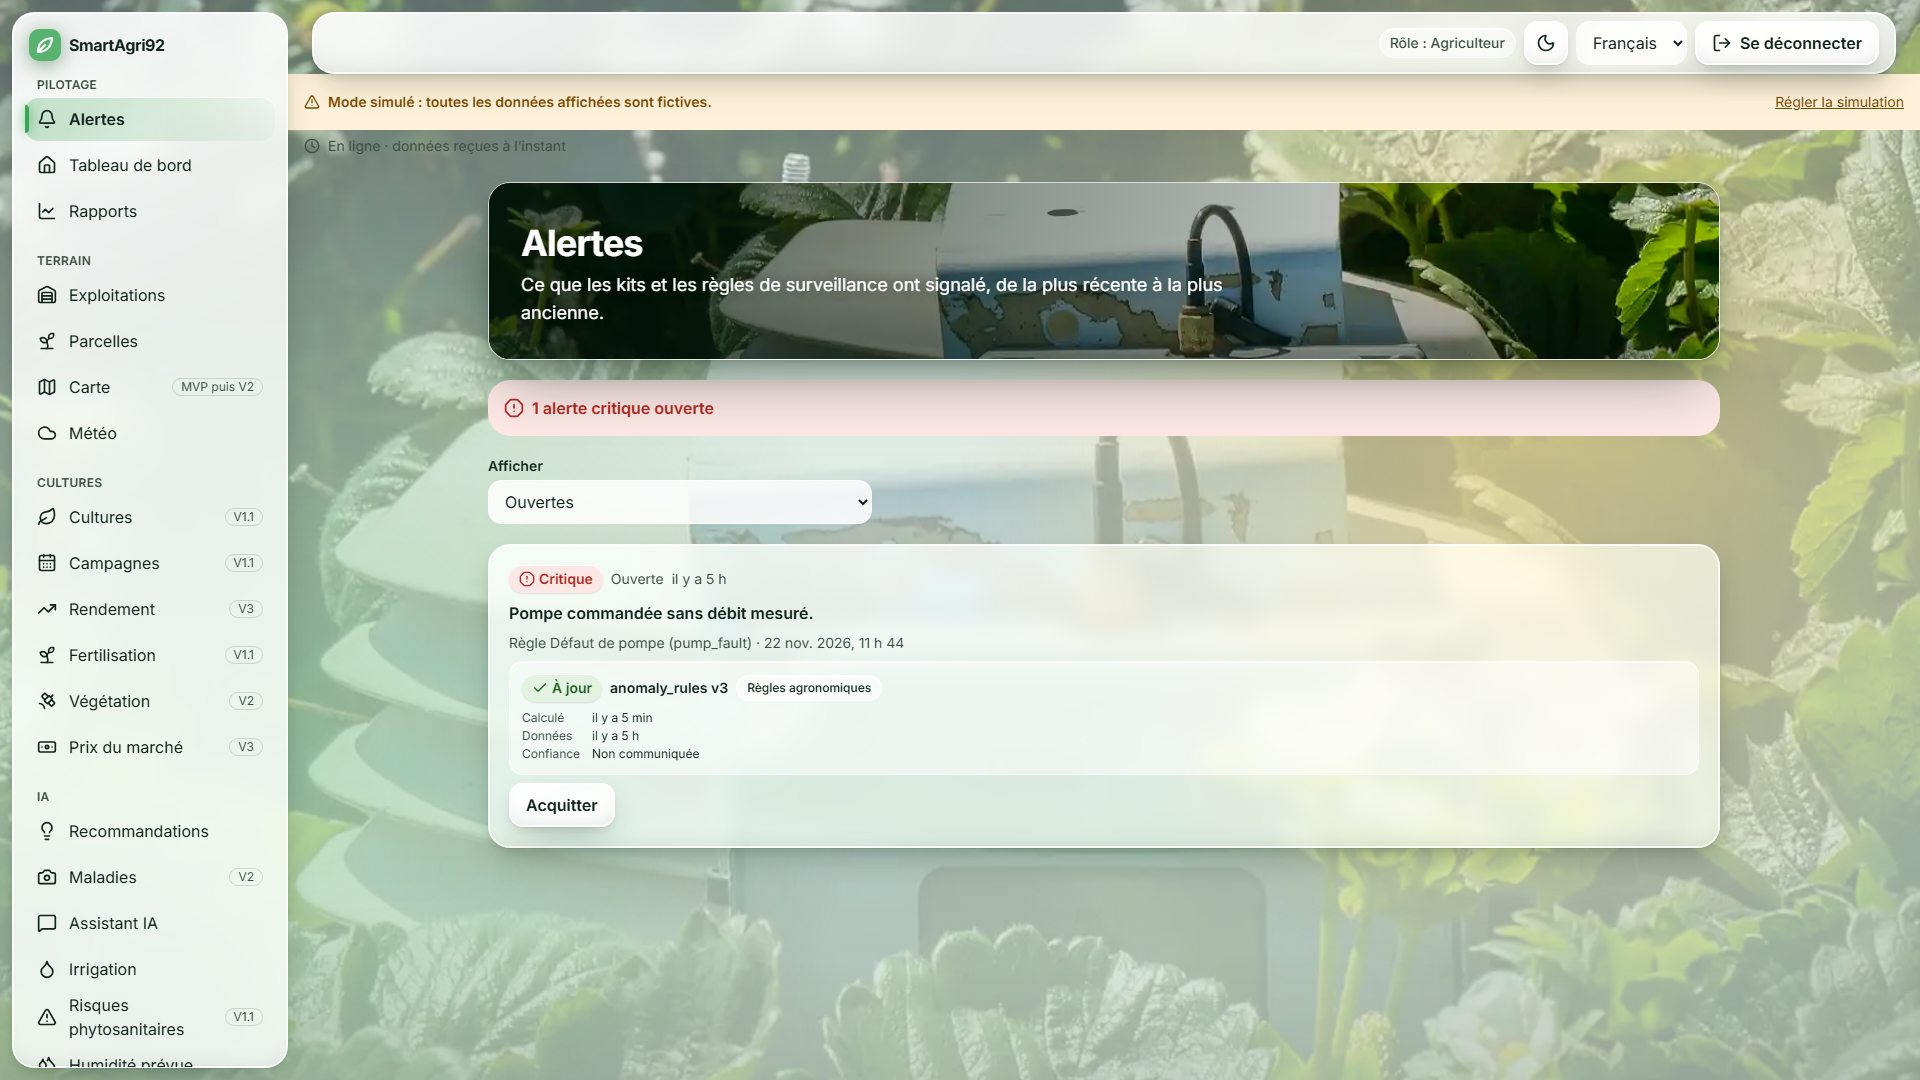 SmartAgri92
PILOTAGE
Alertes
Tableau de bord
Rapports
TERRAIN
Exploitations
Parcelles
Carte
MVP puis V2
Météo
CULTURES
Cultures
V1.1
Campagnes
V1.1
Rendement
V3
Fertilisation
V1.1
Végétation
V2
Prix du marché
V3
IA
Recommandations
Maladies
V2
Assistant IA
Irrigation
Risques
phytosanitaires
V1.1
Humidité prévue
Rôle : Agriculteur
Français
Se déconnecter
Mode simulé : toutes les données affichées sont fictives.
Régler la simulation
En ligne · données reçues à l'instant
Alertes
Ce que les kits et les règles de surveillance ont signalé, de la plus récente à la plus
ancienne.
1 alerte critique ouverte
Afficher
Ouvertes
Critique Ouverte il y a 5 h
Pompe commandée sans débit mesuré.
Règle Défaut de pompe (pump_fault) · 22 nov. 2026, 11 h 44
À jour anomaly_rules v3 Règles agronomiques
Calculé il y a 5 min
Données il y a 5 h
Confiance Non communiquée
Acquitter